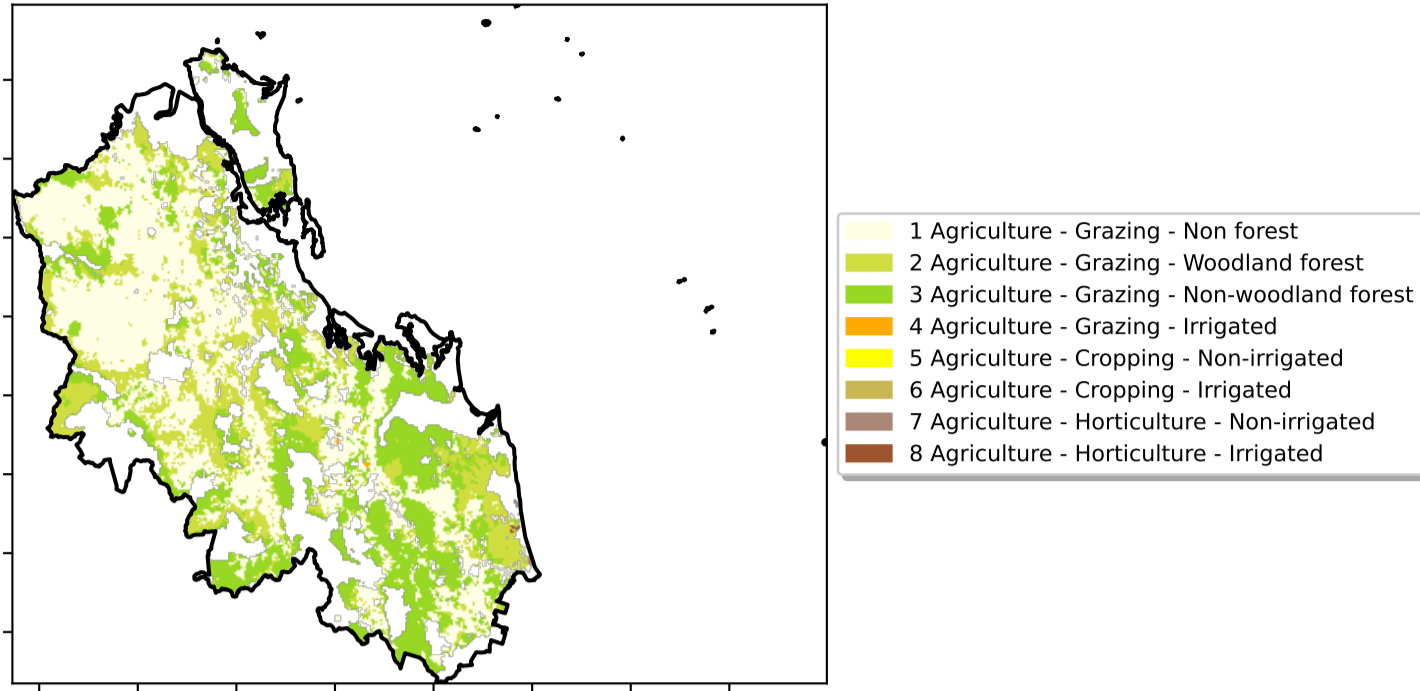 1 Agriculture - Grazing - Non forest
2 Agriculture - Grazing - Woodland forest
3 Agriculture - Grazing - Non-woodland forest
4 Agriculture - Grazing - Irrigated
5 Agriculture - Cropping - Non-irrigated
6 Agriculture - Cropping - Irrigated
7 Agriculture - Horticulture - Non-irrigated
8 Agriculture - Horticulture - Irrigated